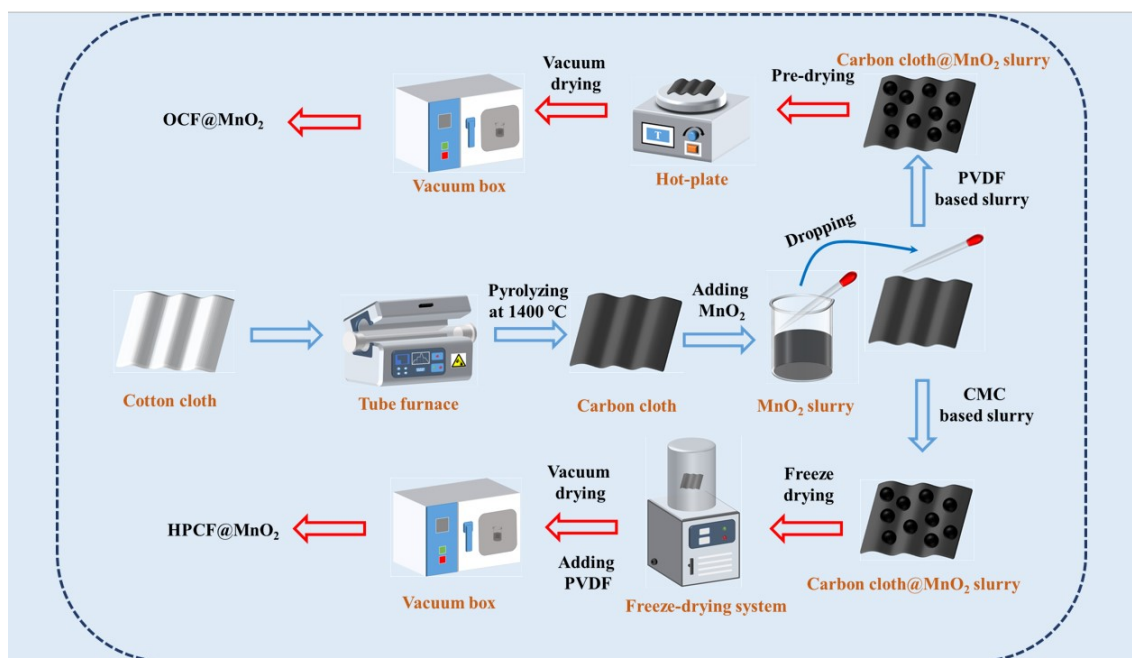 Carbon cloth@MnO₂ slurry
Pre-drying
Vacuum
drying
OCF@MnO₂
Vacuum box
Hot-plate
T
PVDF
based slurry
Dropping
Pyrolyzing
at 1400 ℃
Adding
MnO₂
Cotton cloth
Tube furnace
Carbon cloth
MnO₂ slurry
CMC
based slurry
Freeze
drying
Vacuum
drying
HPCF@MnO₂
Adding
PVDF
Vacuum box
Freeze-drying system
Carbon cloth@MnO₂ slurry